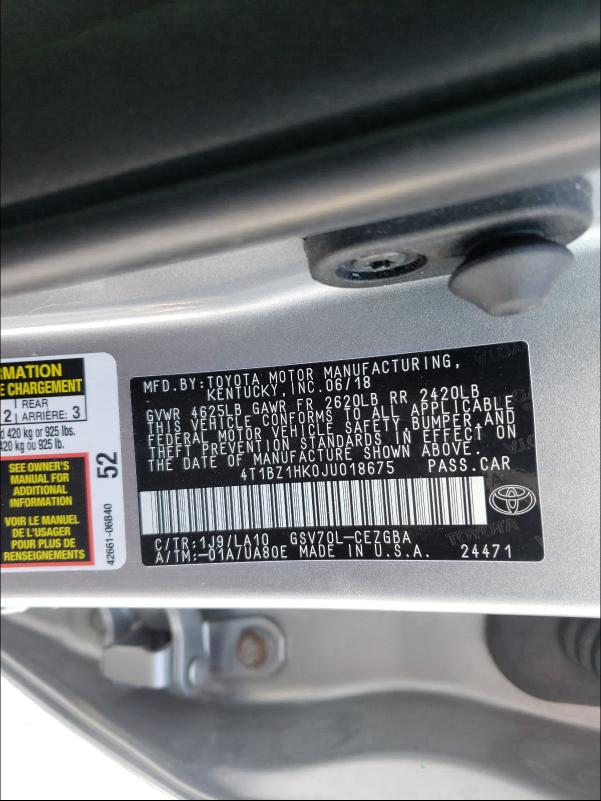 RMATION
E CHARGEMENT
REAR
2 ARRIÈRE: 3
d 420 kg or 925 lbs.
420 kg ou 925 lb.
SEE OWNER'S
MANUAL FOR
ADDITIONAL
INFORMATION
VOIR LE MANUEL
DE L'USAGER
POUR PLUS DE
RENSEIGNEMENTS
52
42661-06B40
MFD.BY:TOYOTA MOTOR MANUFACTURING,
KENTUCKY, INC.06/18
GVWR 4625LB GAWR FR 2620LB RR 2420LB
THIS VEHICLE CONFORMS TO ALL APPLICABLE
FEDERAL MOTOR VEHICLE SAFETY, BUMPER, AND
THEFT PREVENTION STANDARDS IN EFFECT ON
THE DATE OF MANUFACTURE SHOWN ABOVE.
4T1BZ1HK0JU018675 PASS.CAR
C/TR:1J9/LA10 GSV70L-CEZGBA
A/TM:-01A/UA80E MADE IN U.S.A. 24471
TOYOTA